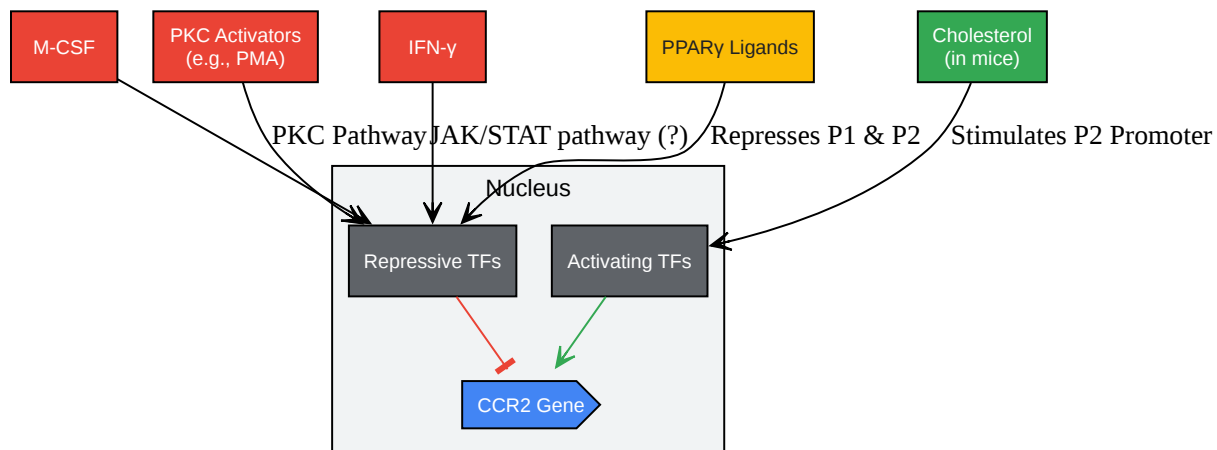 M-CSF
PKC Activators
(e.g., PMA)
IFN-γ
PPARγ Ligands
Cholesterol
(in mice)
PKC Pathway
JAK/STAT pathway (?)
Represses P1 & P2
Stimulates P2 Promoter
Nucleus
Repressive TFs
Activating TFs
CCR2 Gene